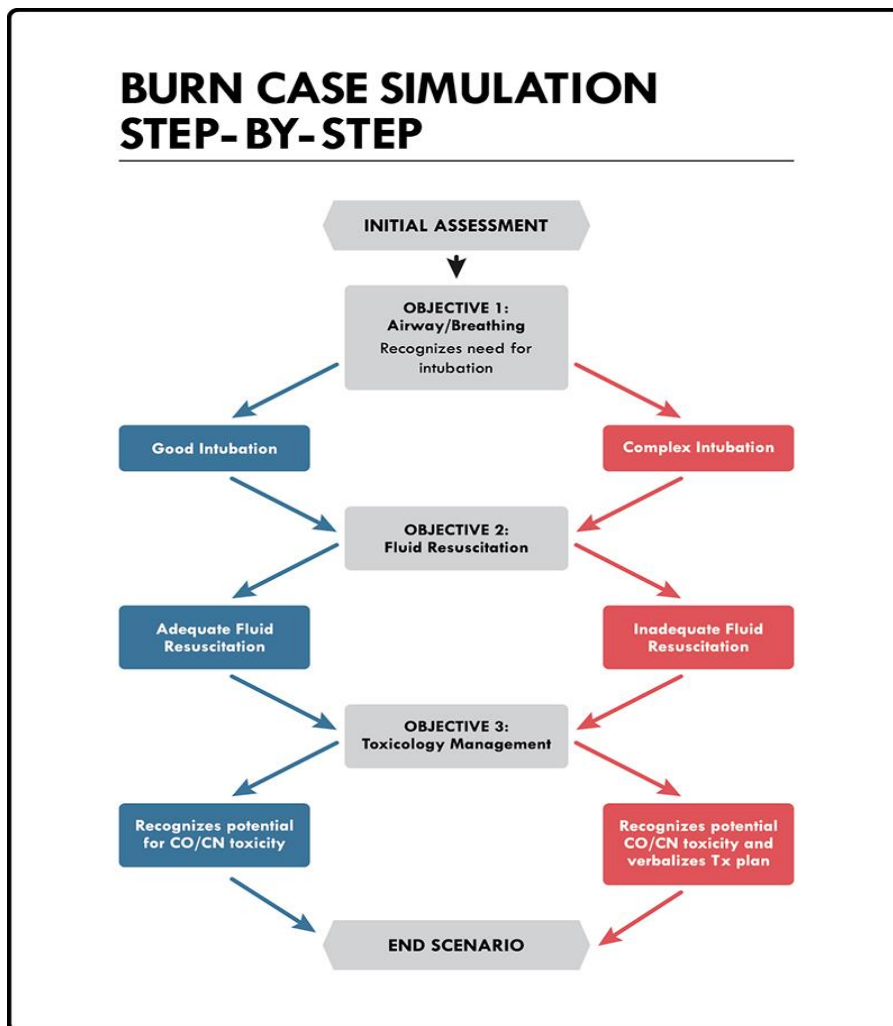 BURN CASE SIMULATION
STEP-BY-STEP
INITIAL ASSESSMENT
OBJECTIVE 1:
Airway/Breathing
Recognizes need for
intubation
Good Intubation
Complex Intubation
OBJECTIVE 2:
Fluid Resuscitation
Adequate Fluid
Resuscitation
Inadequate Fluid
Resuscitation
OBJECTIVE 3:
Toxicology Management
Recognizes potential
for CO/CN toxicity
Recognizes potential
CO/CN toxicity and
verbalizes Tx plan
END SCENARIO